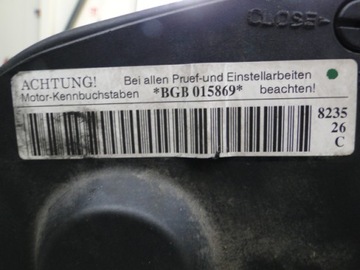 CLOSE
ACHTUNG! Bei allen Pruef-und Einstellarbeiten
Motor-Kennbuchstaben *BGB 015869* beachten!
8235
26
C